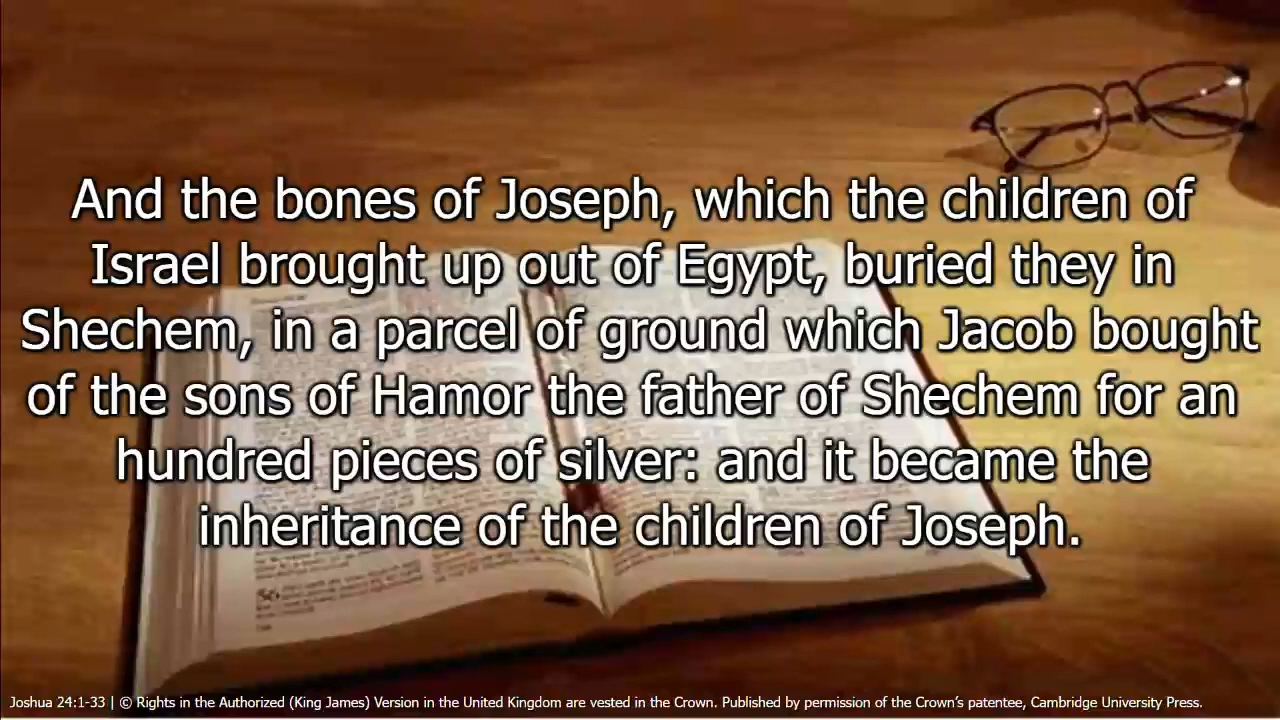 And the bones of Joseph, which the children of
Israel brought up out of Egypt, buried they in
Shechem, in a parcel of ground which Jacob bought
of the sons of Hamor the father of Shechem for an
hundred pieces of silver: and it became the
inheritance of the children of Joseph.
Joshua 24:1-33 | © Rights in the Authorized (King James) Version in the United Kingdom are vested in the Crown. Published by permission of the Crown’s patentee, Cambridge University Press.